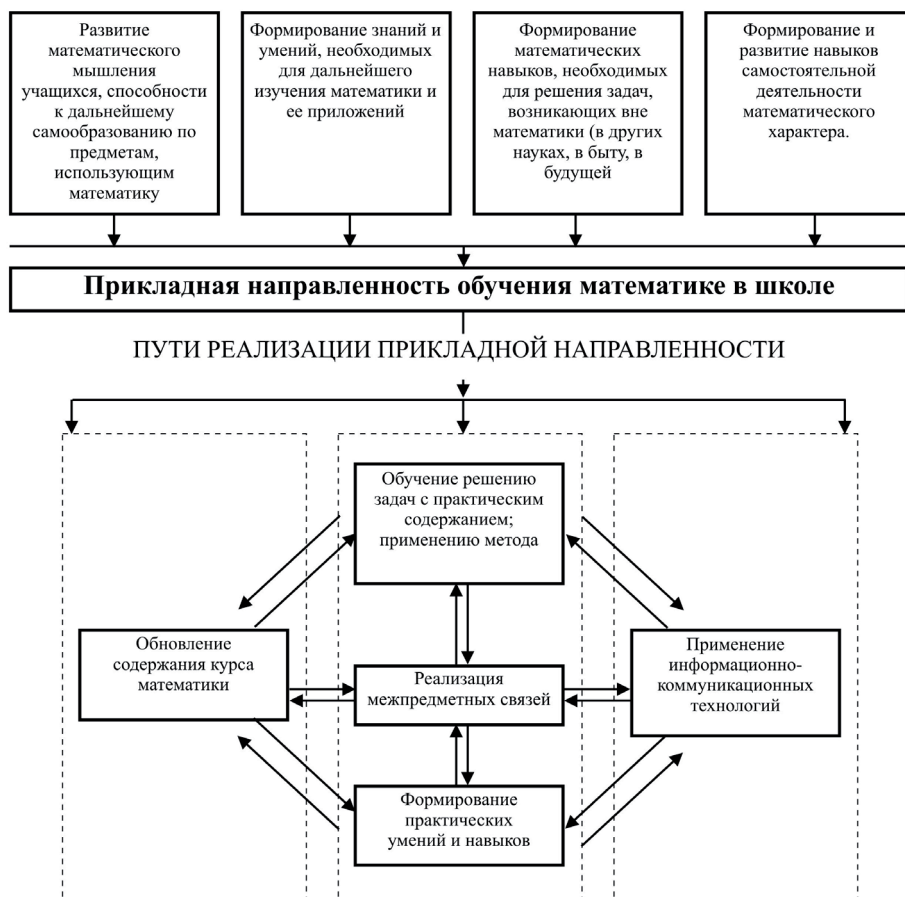 Развитие
математического
мышления
учащихся, способности
к дальнейшему
самообразованию по
предметам,
использующим
математику
Формирование знаний и
умений, необходимых
для дальнейшего
изучения математики и
ее приложений
Формирование
математических
навыков, необходимых
для решения задач,
возникающих вне
математики (в других
науках, в быту, в
будущей
Формирование и
развитие навыков
самостоятельной
деятельности
математического
характера.
Прикладная направленность обучения математике в школе
ПУТИ РЕАЛИЗАЦИИ ПРИКЛАДНОЙ НАПРАВЛЕННОСТИ
Обучение решению
задач с практическим
содержанием;
применению метода
Обновление
содержания курса
математики
Реализация
межпредметных связей
Применение
информационно-
коммуникационных
технологий
Формирование
практических
умений и навыков